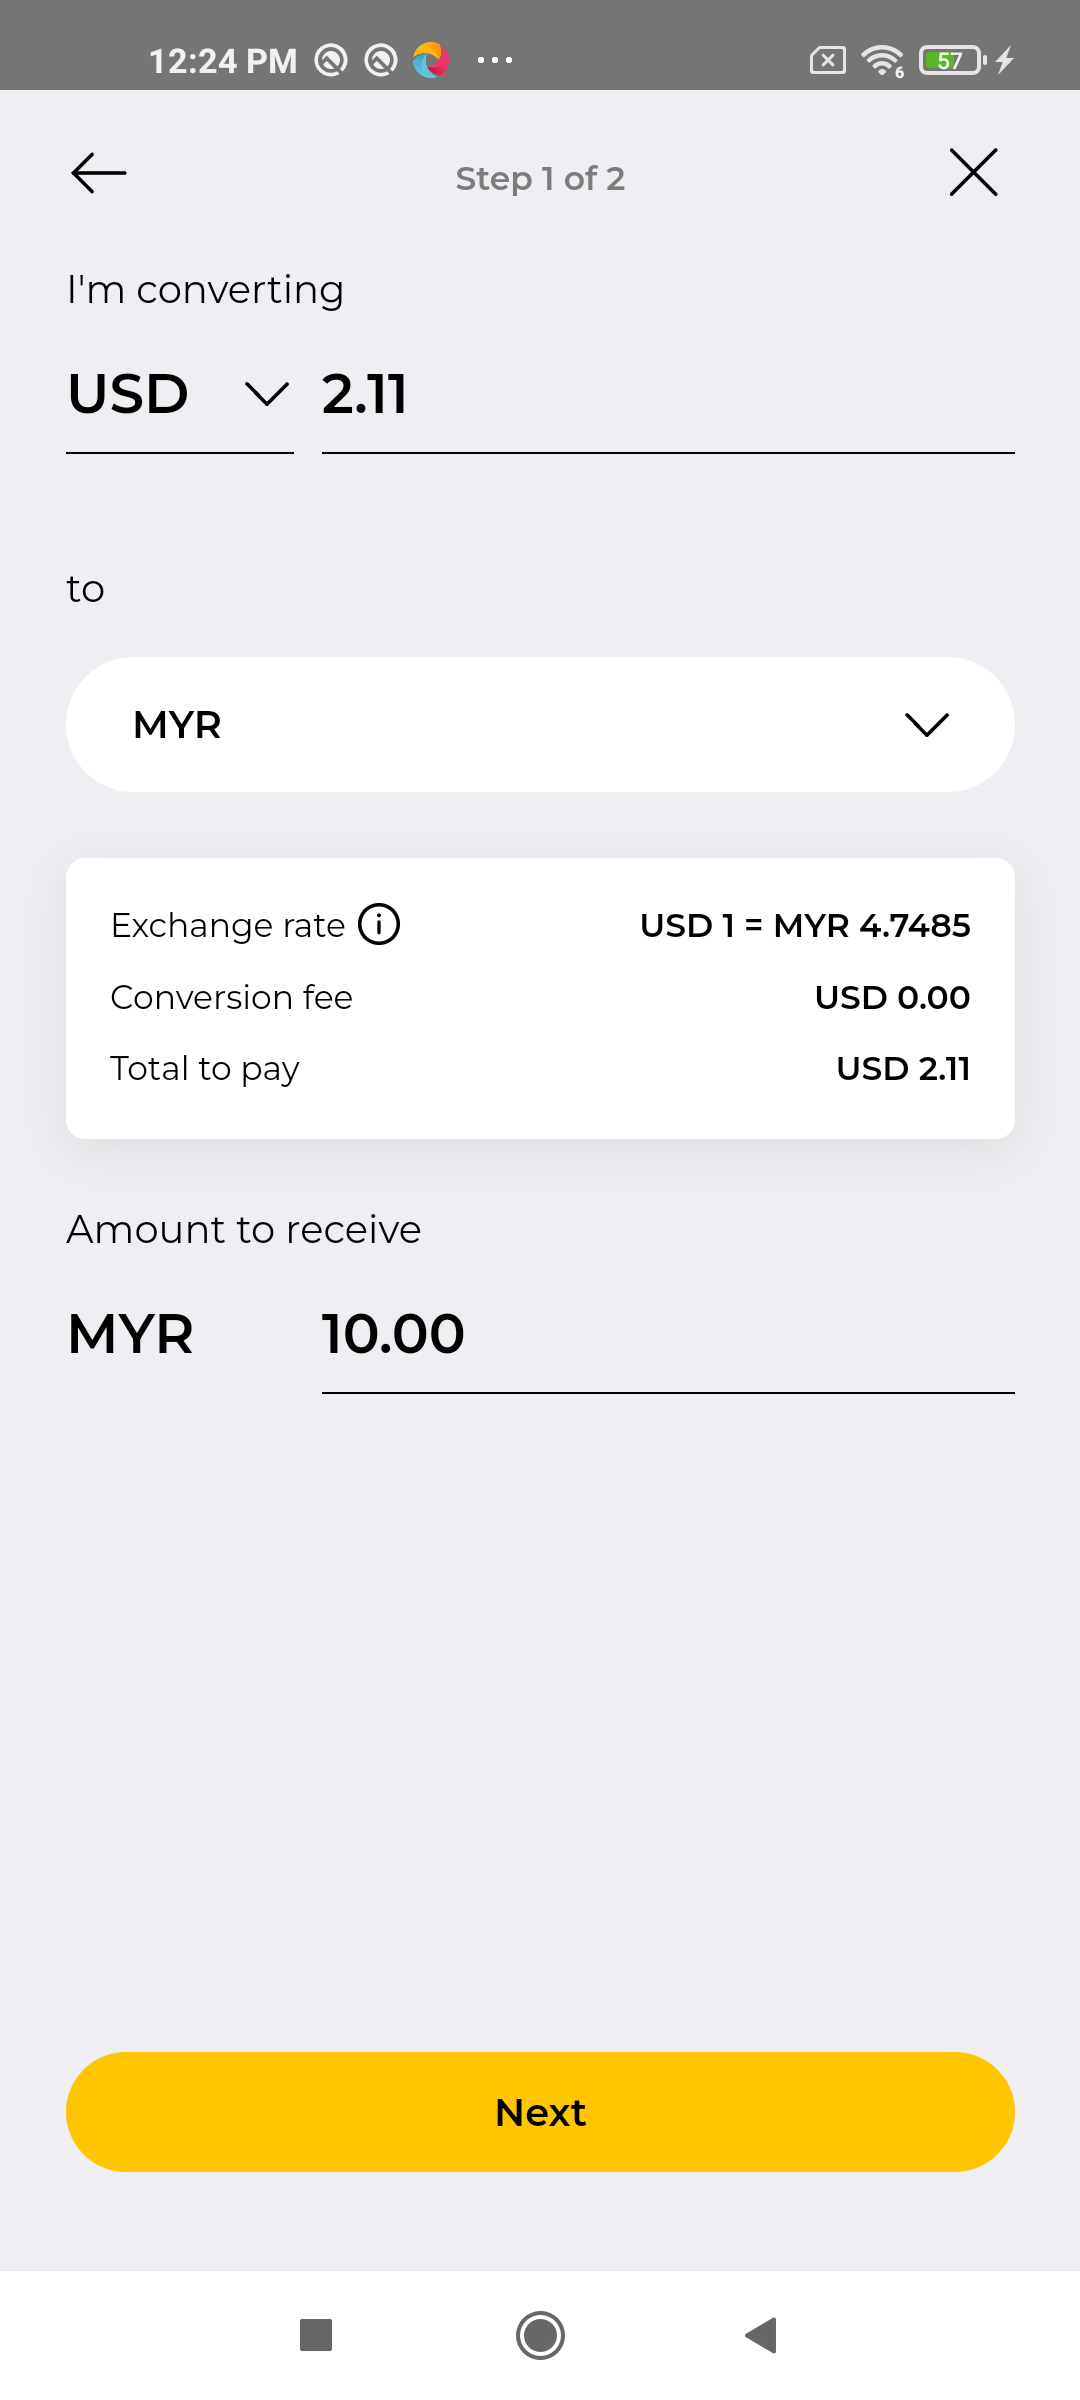 12:24 PM
6
57
Step 1 of 2
I'm converting
USD 2.11
to
MYR
Exchange rate USD 1 = MYR 4.7485
Conversion fee USD 0.00
Total to pay USD 2.11
Amount to receive
MYR 10.00
Next